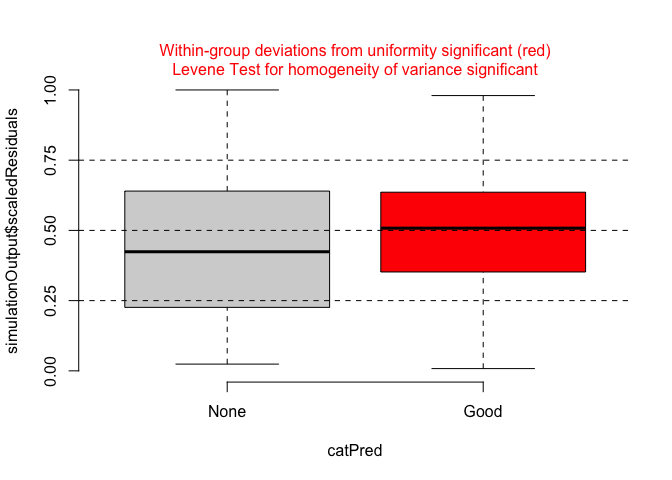 Within-group deviations from uniformity significant (red)
Levene Test for homogeneity of variance significant
1.00
0.75
0.50
0.25
0.00
simulationOutput$scaledResiduals
None
Good
catPred